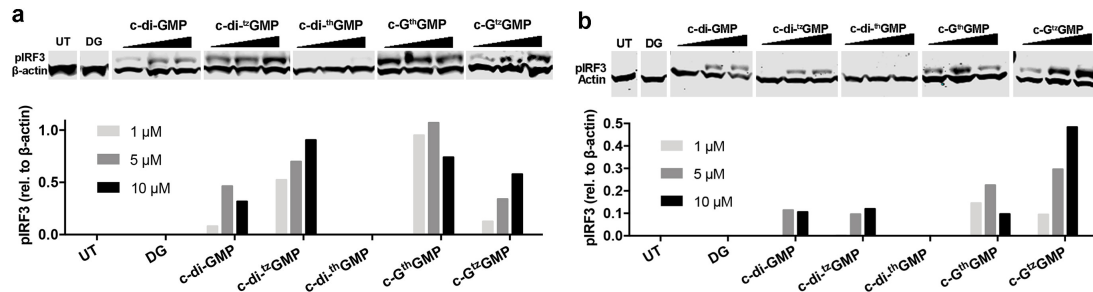 a
UT DG c-di-GMP c-di-ᵗᶻGMP c-di-ᵗʰGMP c-GᵗʰGMP c-GᵗᶻGMP
pIRF3
β-actin
pIRF3 (rel. to β-actin)
1.0
0.5
0.0
1 μM
5 μM
10 μM
UT DG c-di-GMP c-di-ᵗᶻGMP c-di-ᵗʰGMP c-GᵗʰGMP c-GᵗᶻGMP
b
UT DG c-di-GMP c-di-ᵗᶻGMP c-di-ᵗʰGMP c-GᵗʰGMP c-GᵗᶻGMP
pIRF3
Actin
pIRF3 (rel. to β-actin)
0.5
0.4
0.3
0.2
0.1
0.0
1 μM
5 μM
10 μM
UT DG c-di-GMP c-di-ᵗᶻGMP c-di-ᵗʰGMP c-GᵗʰGMP c-GᵗᶻGMP